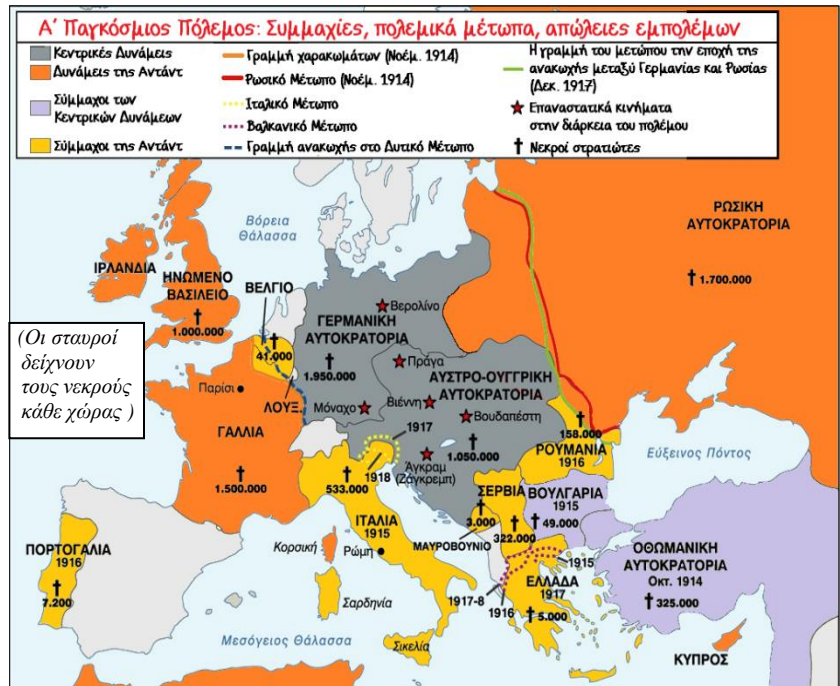 Α' Παγκόσμιος Πόλεμος: Συμμαχίες, πολεμικά μέτωπα, απώλειες εμπολέμων
Κεντρικές Δυνάμεις
Δυνάμεις της Αντάντ
Σύμμαχοι των
Κεντρικών Δυνάμεων
Σύμμαχοι της Αντάντ
Γραμμή χαρακωμάτων (Νοέμ. 1914)
Ρωσικό Μέτωπο (Νοέμ. 1914)
Ιταλικό Μέτωπο
Βαλκανικό Μέτωπο
Γραμμή ανακωχής στο Δυτικό Μέτωπο
Η γραμμή του μετώπου την εποχή της
ανακωχής μεταξύ Γερμανίας και Ρωσίας
(Δεκ. 1917)
Επαναστατικά κινήματα
στην διάρκεια του πολέμου
Νεκροί στρατιώτες
Βόρεια
Θάλασσα
ΡΩΣΙΚΗ
ΑΥΤΟΚΡΑΤΟΡΙΑ
1.700.000
ΙΡΛΑΝΔΙΑ
ΗΝΩΜΕΝΟ
ΒΑΣΙΛΕΙΟ
1.000.000
ΒΕΛΓΙΟ
41.000
Βερολίνο
ΓΕΡΜΑΝΙΚΗ
ΑΥΤΟΚΡΑΤΟΡΙΑ
1.950.000
(Οι σταυροί
δείχνουν
τους νεκρούς
κάθε χώρας )
Παρίσι
ΛΟΥΞ.
Μόναχο
Πράγα
ΑΥΣΤΡΟ-ΟΥΓΓΡΙΚΗ
ΑΥΤΟΚΡΑΤΟΡΙΑ
Βιέννη
Βουδαπέστη
1.050.000
ΓΑΛΛΙΑ
1.500.000
1917
1918
Άγκραμ
(Ζάγκρεμπ)
158.000
ΡΟΥΜΑΝΙΑ
1916
Εύξεινος Πόντος
533.000
ΙΤΑΛΙΑ
1915
Ρώμη
ΣΕΡΒΙΑ
3.000
322.000
ΜΑΥΡΟΒΟΥΝΙΟ
ΒΟΥΛΓΑΡΙΑ
1915
49.000
ΠΟΡΤΟΓΑΛΙΑ
1916
7.200
Κορσική
Σαρδηνία
Σικελία
Μεσόγειος Θάλασσα
1917-8
1916
1915
ΕΛΛΑΔΑ
1917
5.000
ΟΘΩΜΑΝΙΚΗ
ΑΥΤΟΚΡΑΤΟΡΙΑ
Οκτ. 1914
325.000
ΚΥΠΡΟΣ